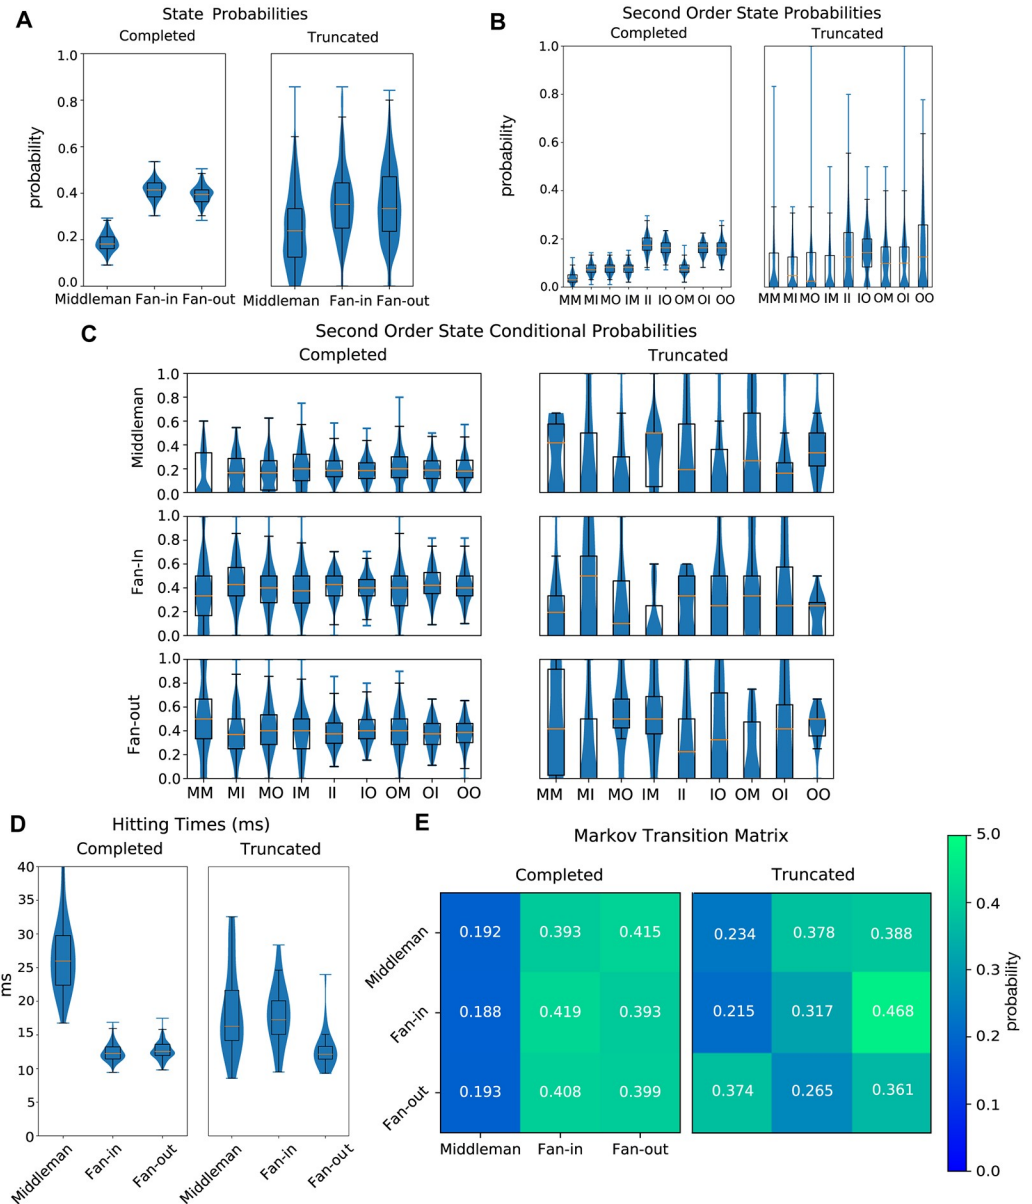 A
State Probabilities
Completed
Truncated
probability
1.0
0.8
0.6
0.4
0.2
0.0
Middleman Fan-in Fan-out
Middleman Fan-in Fan-out
B
Second Order State Probabilities
Completed
Truncated
probability
1.0
0.8
0.6
0.4
0.2
0.0
MM MI MO IM II IO OM OI OO
MM MI MO IM II IO OM OI OO
C
Second Order State Conditional Probabilities
Completed
Truncated
Middleman
1.0
0.8
0.6
0.4
0.2
0.0
Fan-In
1.0
0.8
0.6
0.4
0.2
0.0
Fan-out
1.0
0.8
0.6
0.4
0.2
0.0
MM MI MO IM II IO OM OI OO
MM MI MO IM II IO OM OI OO
D
Hitting Times (ms)
Completed
Truncated
ms
40
35
30
25
20
15
10
5
0
Middleman Fan-in Fan-out
Middleman Fan-in Fan-out
E
Markov Transition Matrix
Completed
Truncated
Middleman
0.192 0.393 0.415
0.234 0.378 0.388
Fan-in
0.188 0.419 0.393
0.215 0.317 0.468
Fan-out
0.193 0.408 0.399
0.374 0.265 0.361
Middleman Fan-in Fan-out
5.0
0.4
0.3
0.2
0.1
0.0
probability